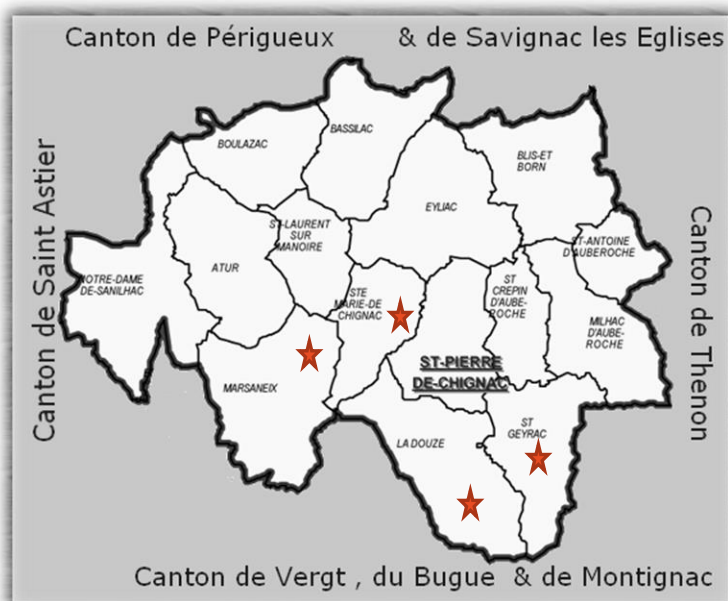 Canton de Périgueux & de Savignac les Eglises
Canton de Saint Astier
BOULAZAC
BASSILAC
BLIS-ET
BORN
EYLIAC
ST-LAURENT
SUR
MANOIRE
ST-ANTOINE
D'AUBEROCHE
ATUR
NOTRE-DAME
DE-SANILHAC
STE
MARIE-DE
CHIGNAC
ST
CREPIN
D'AUBE-
ROCHE
MILHAC
D'AUBE-
ROCHE
Canton de Thenon
ST-PIERRE
DE-CHIGNAC
MARSANEIX
LA DOUZE
ST
GEYRAC
Canton de Vergt , du Bugue & de Montignac